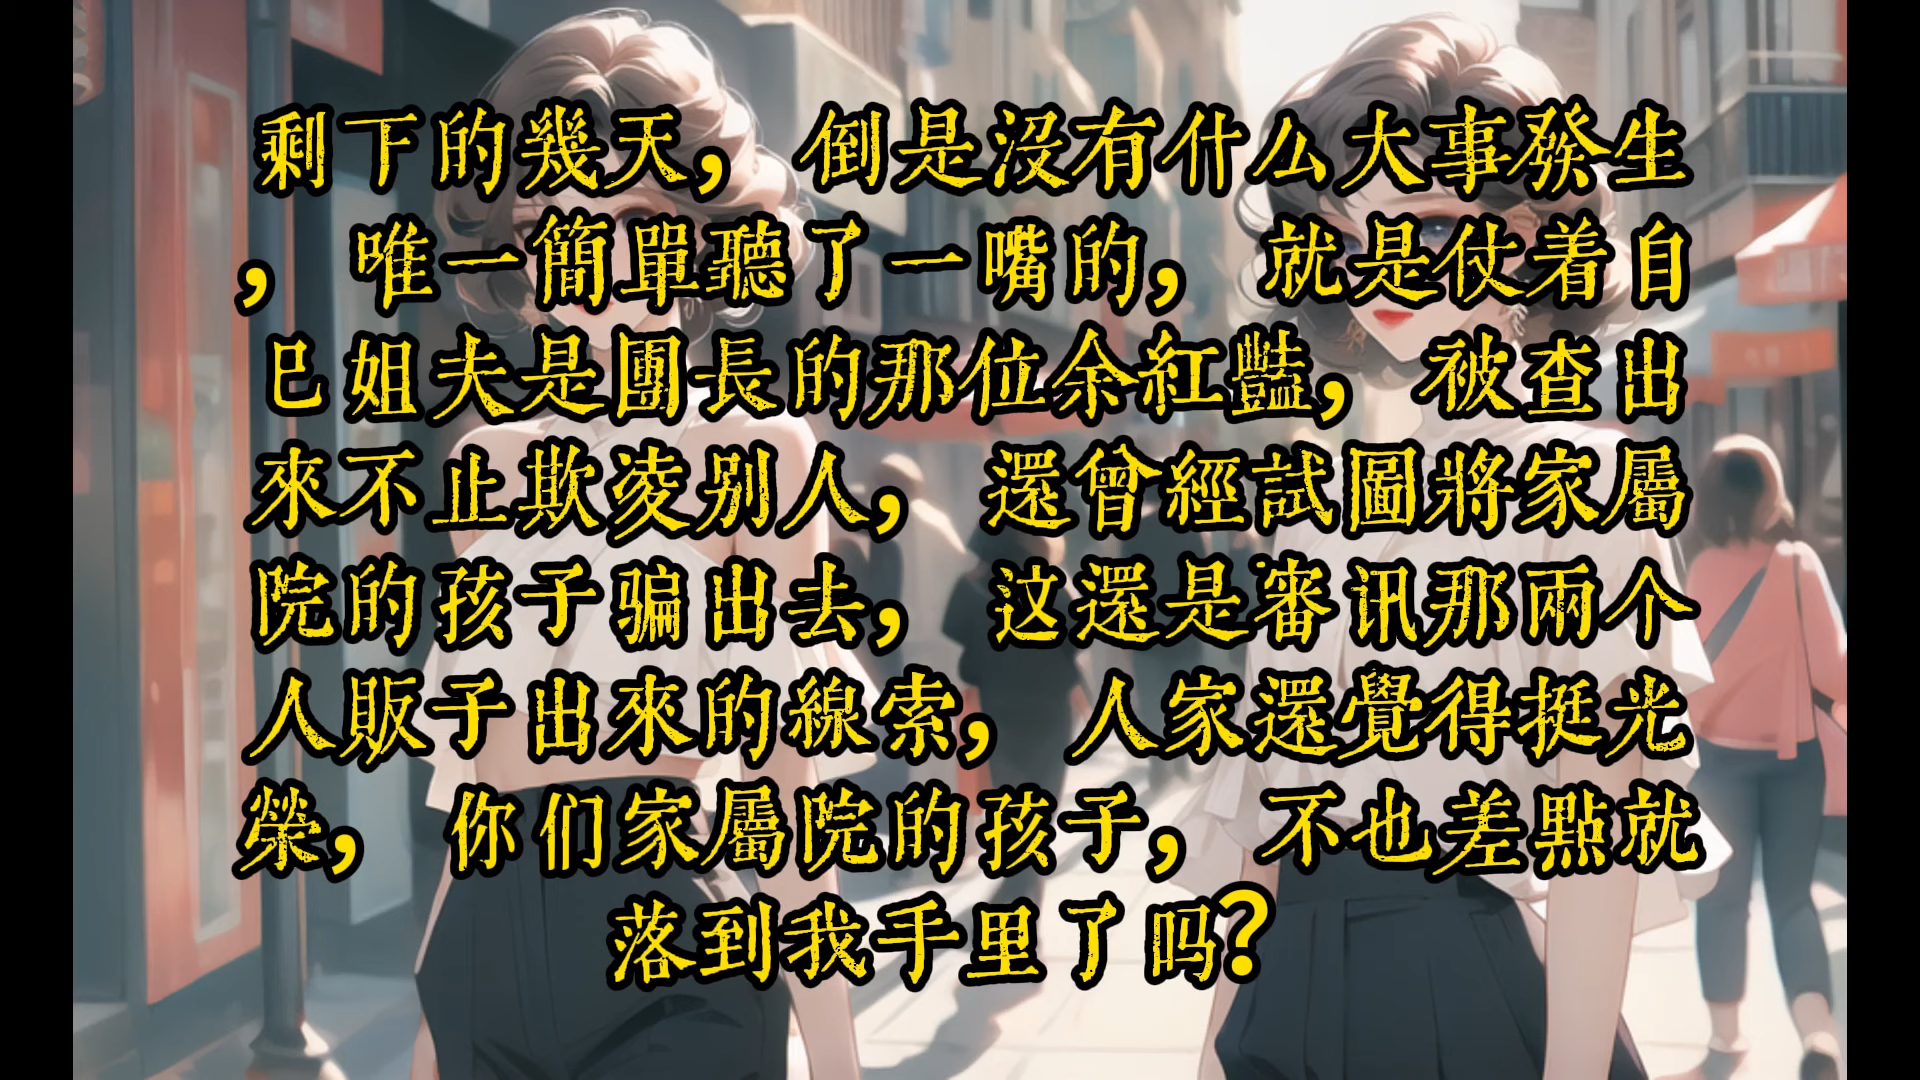 剩下的幾天，倒是沒有什么大事發生
，唯一簡單聽了一嘴的，就是仗着自
己姐夫是團長的那位余紅豔，被查出
來不止欺凌别人，還曾經試圖將家屬
院的孩子骗出去，这還是審讯那兩个
人販子出來的線索，人家還覺得挺光
榮，你们家屬院的孩子，不也差點就
落到我手里了吗？